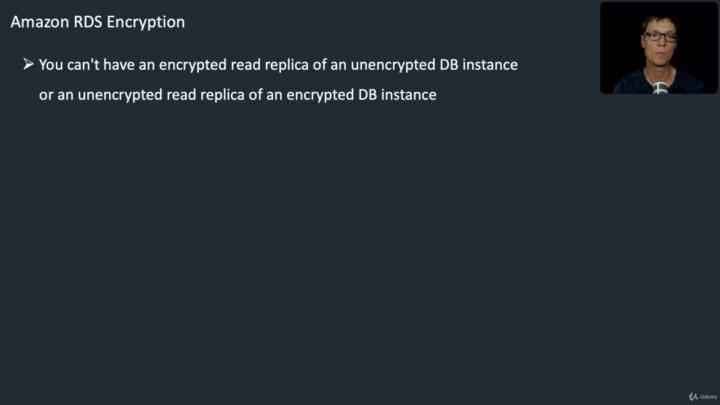 Amazon RDS Encryption
➢ You can't have an encrypted read replica of an unencrypted DB instance
or an unencrypted read replica of an encrypted DB instance
Udemy